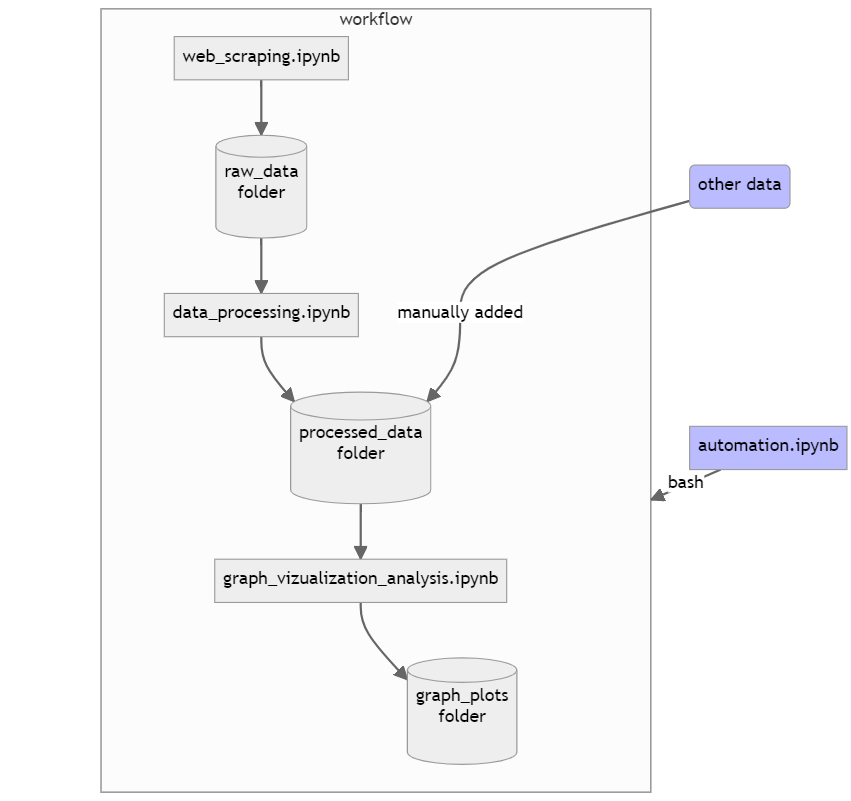 workflow
web_scraping.ipynb
raw_data
folder
other data
data_processing.ipynb
manually added
processed_data
folder
automation.ipynb
bash
graph_vizualization_analysis.ipynb
graph_plots
folder